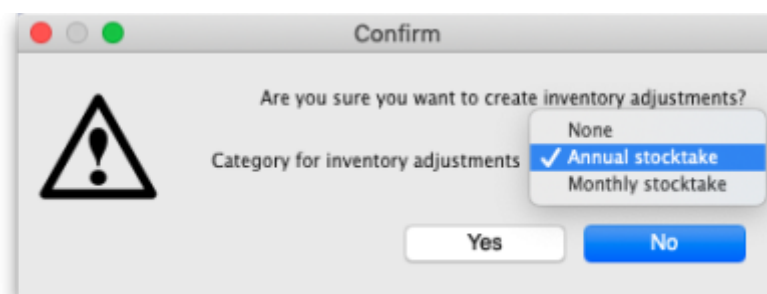 Confirm
Are you sure you want to create inventory adjustments?
None
Category for inventory adjustments ✓ Annual stocktake
Monthly stocktake
Yes No